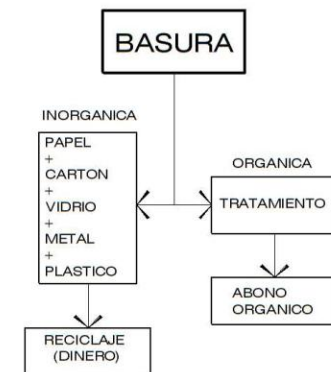 BASURA
INORGANICA
PAPEL
+
CARTON
+
VIDRIO
+
METAL
+
PLASTICO
RECICLAJE
(DINERO)
ORGANICA
TRATAMIENTO
ABONO
ORGANICO